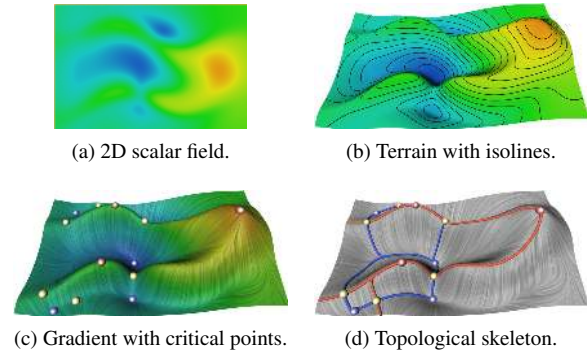 (a) 2D scalar field.
(b) Terrain with isolines.
(c) Gradient with critical points.
(d) Topological skeleton.